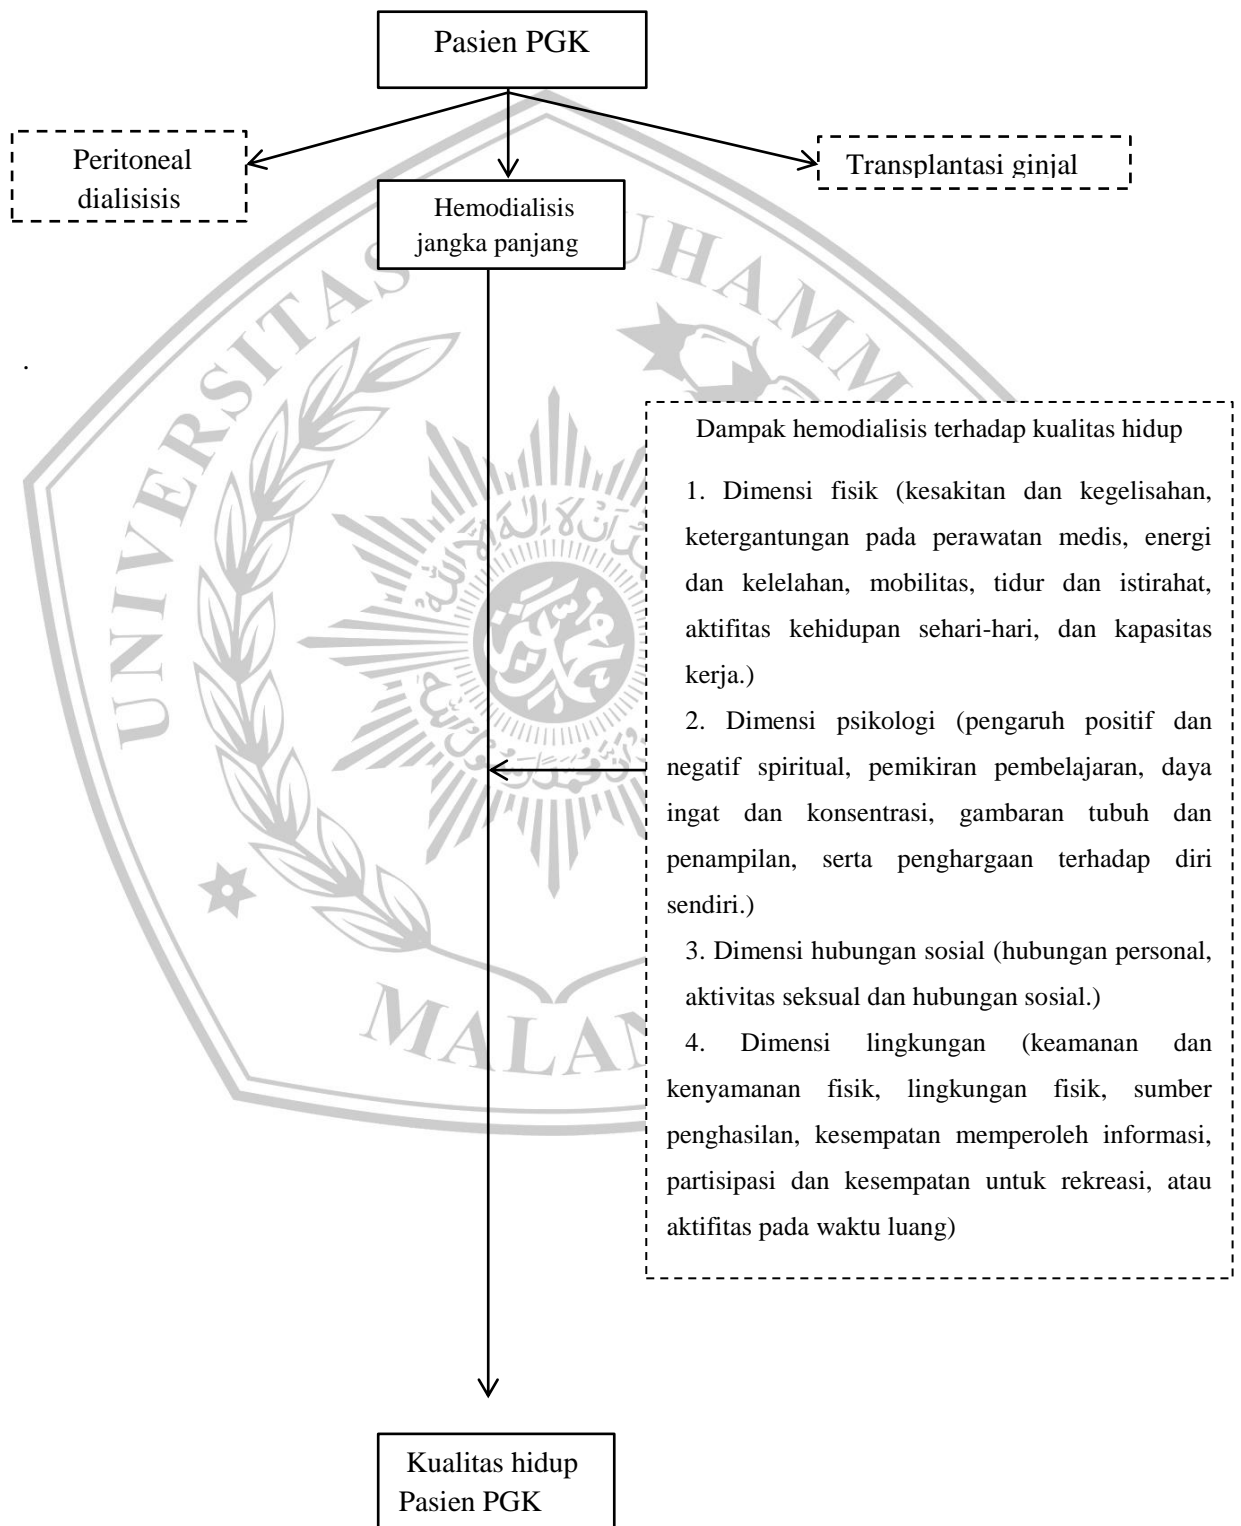 Pasien PGK
Peritoneal
dialisisis
Transplantasi ginjal
Hemodialisis
jangka panjang
UNIVERSITAS
UHAMM
.
Dampak hemodialisis terhadap kualitas hidup
1. Dimensi fisik (kesakitan dan kegelisahan,
ketergantungan pada perawatan medis, energi
dan kelelahan, mobilitas, tidur dan istirahat,
aktifitas kehidupan sehari-hari, dan kapasitas
kerja.)
2. Dimensi psikologi (pengaruh positif dan
negatif spiritual, pemikiran pembelajaran, daya
ingat dan konsentrasi, gambaran tubuh dan
penampilan, serta penghargaan terhadap diri
sendiri.)
3. Dimensi hubungan sosial (hubungan personal,
aktivitas seksual dan hubungan sosial.)
4. Dimensi lingkungan (keamanan dan
kenyamanan fisik, lingkungan fisik, sumber
penghasilan, kesempatan memperoleh informasi,
partisipasi dan kesempatan untuk rekreasi, atau
aktifitas pada waktu luang)
MALAN
Kualitas hidup
Pasien PGK